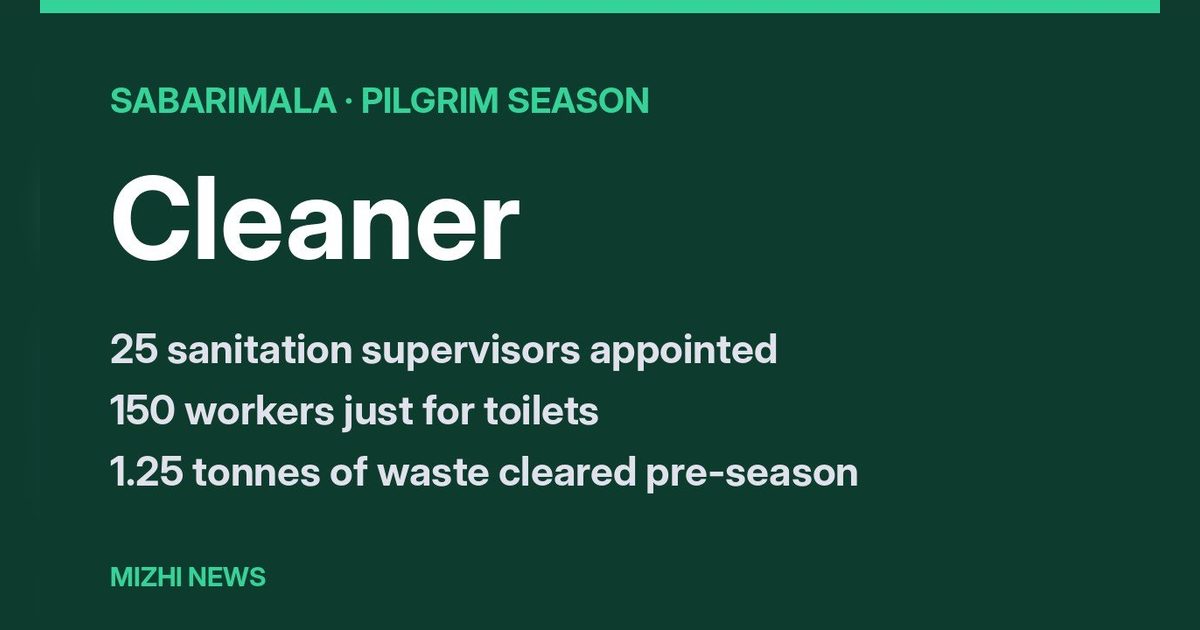 SABARIMALA · PILGRIM SEASON
Cleaner
25 sanitation supervisors appointed
150 workers just for toilets
1.25 tonnes of waste cleared pre-season
MIZHI NEWS